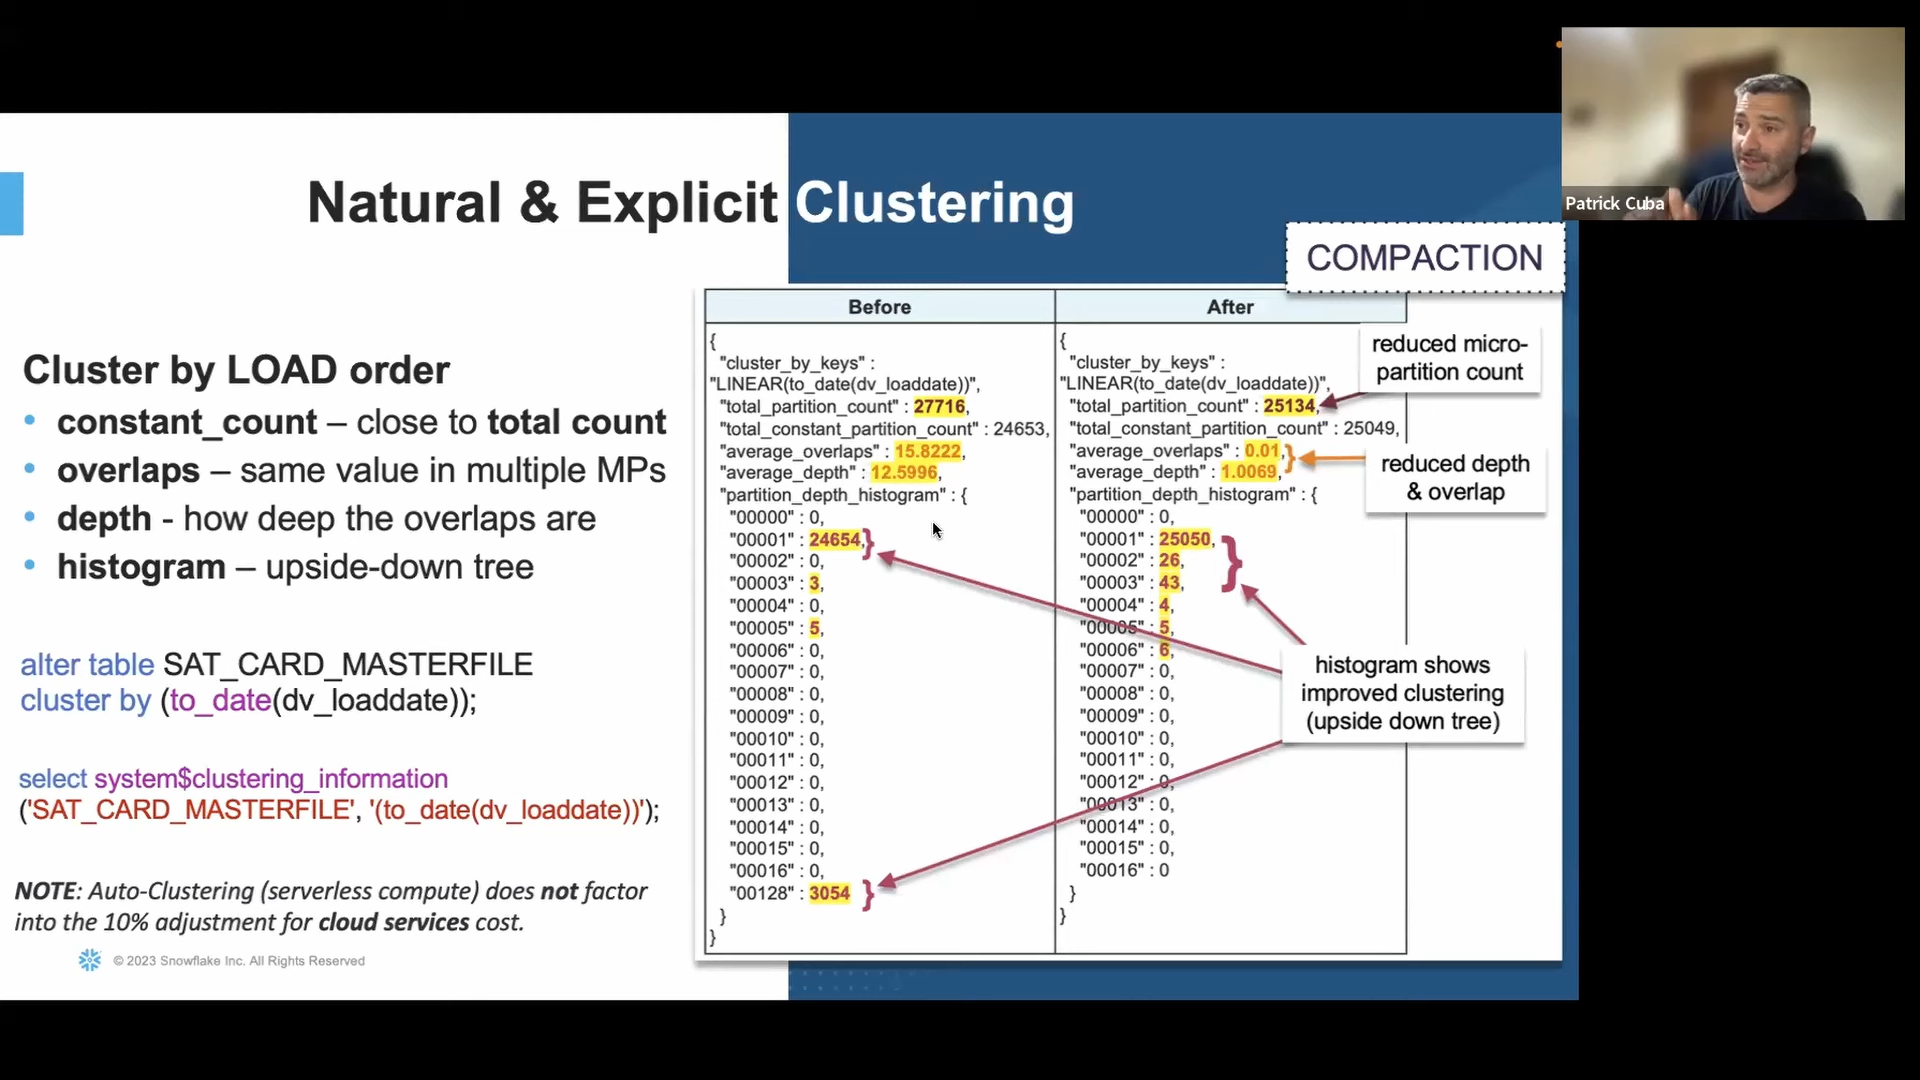 Patrick Cuba
Natural & Explicit Clustering
COMPACTION
Cluster by LOAD order
• constant_count – close to total count
• overlaps – same value in multiple MPs
• depth - how deep the overlaps are
• histogram – upside-down tree
alter table SAT_CARD_MASTERFILE
cluster by (to_date(dv_loaddate));
select system$clustering_information
('SAT_CARD_MASTERFILE', '(to_date(dv_loaddate))');
NOTE: Auto-Clustering (serverless compute) does not factor
into the 10% adjustment for cloud services cost.
© 2023 Snowflake Inc. All Rights Reserved
Before
{
"cluster_by_keys" :
"LINEAR(to_date(dv_loaddate))",
"total_partition_count" : 27716,
"total_constant_partition_count" : 24653,
"average_overlaps" : 15.8222,
"average_depth" : 12.5996,
"partition_depth_histogram" : {
"00000" : 0,
"00001" : 24654,
"00002" : 0,
"00003" : 3,
"00004" : 0,
"00005" : 5,
"00006" : 0,
"00007" : 0,
"00008" : 0,
"00009" : 0,
"00010" : 0,
"00011" : 0,
"00012" : 0,
"00013" : 0,
"00014" : 0,
"00015" : 0,
"00016" : 0,
"00128" : 3054
}
}
After
{
"cluster_by_keys" :
"LINEAR(to_date(dv_loaddate))",
"total_partition_count" : 25134,
"total_constant_partition_count" : 25049,
"average_overlaps" : 0.01,
"average_depth" : 1.0069,
"partition_depth_histogram" : {
"00000" : 0,
"00001" : 25050,
"00002" : 26,
"00003" : 43,
"00004" : 4,
"00005" : 5,
"00006" : 6,
"00007" : 0,
"00008" : 0,
"00009" : 0,
"00010" : 0,
"00011" : 0,
"00012" : 0,
"00013" : 0,
"00014" : 0,
"00015" : 0,
"00016" : 0
}
}
reduced micro-
partition count
reduced depth
& overlap
histogram shows
improved clustering
(upside down tree)